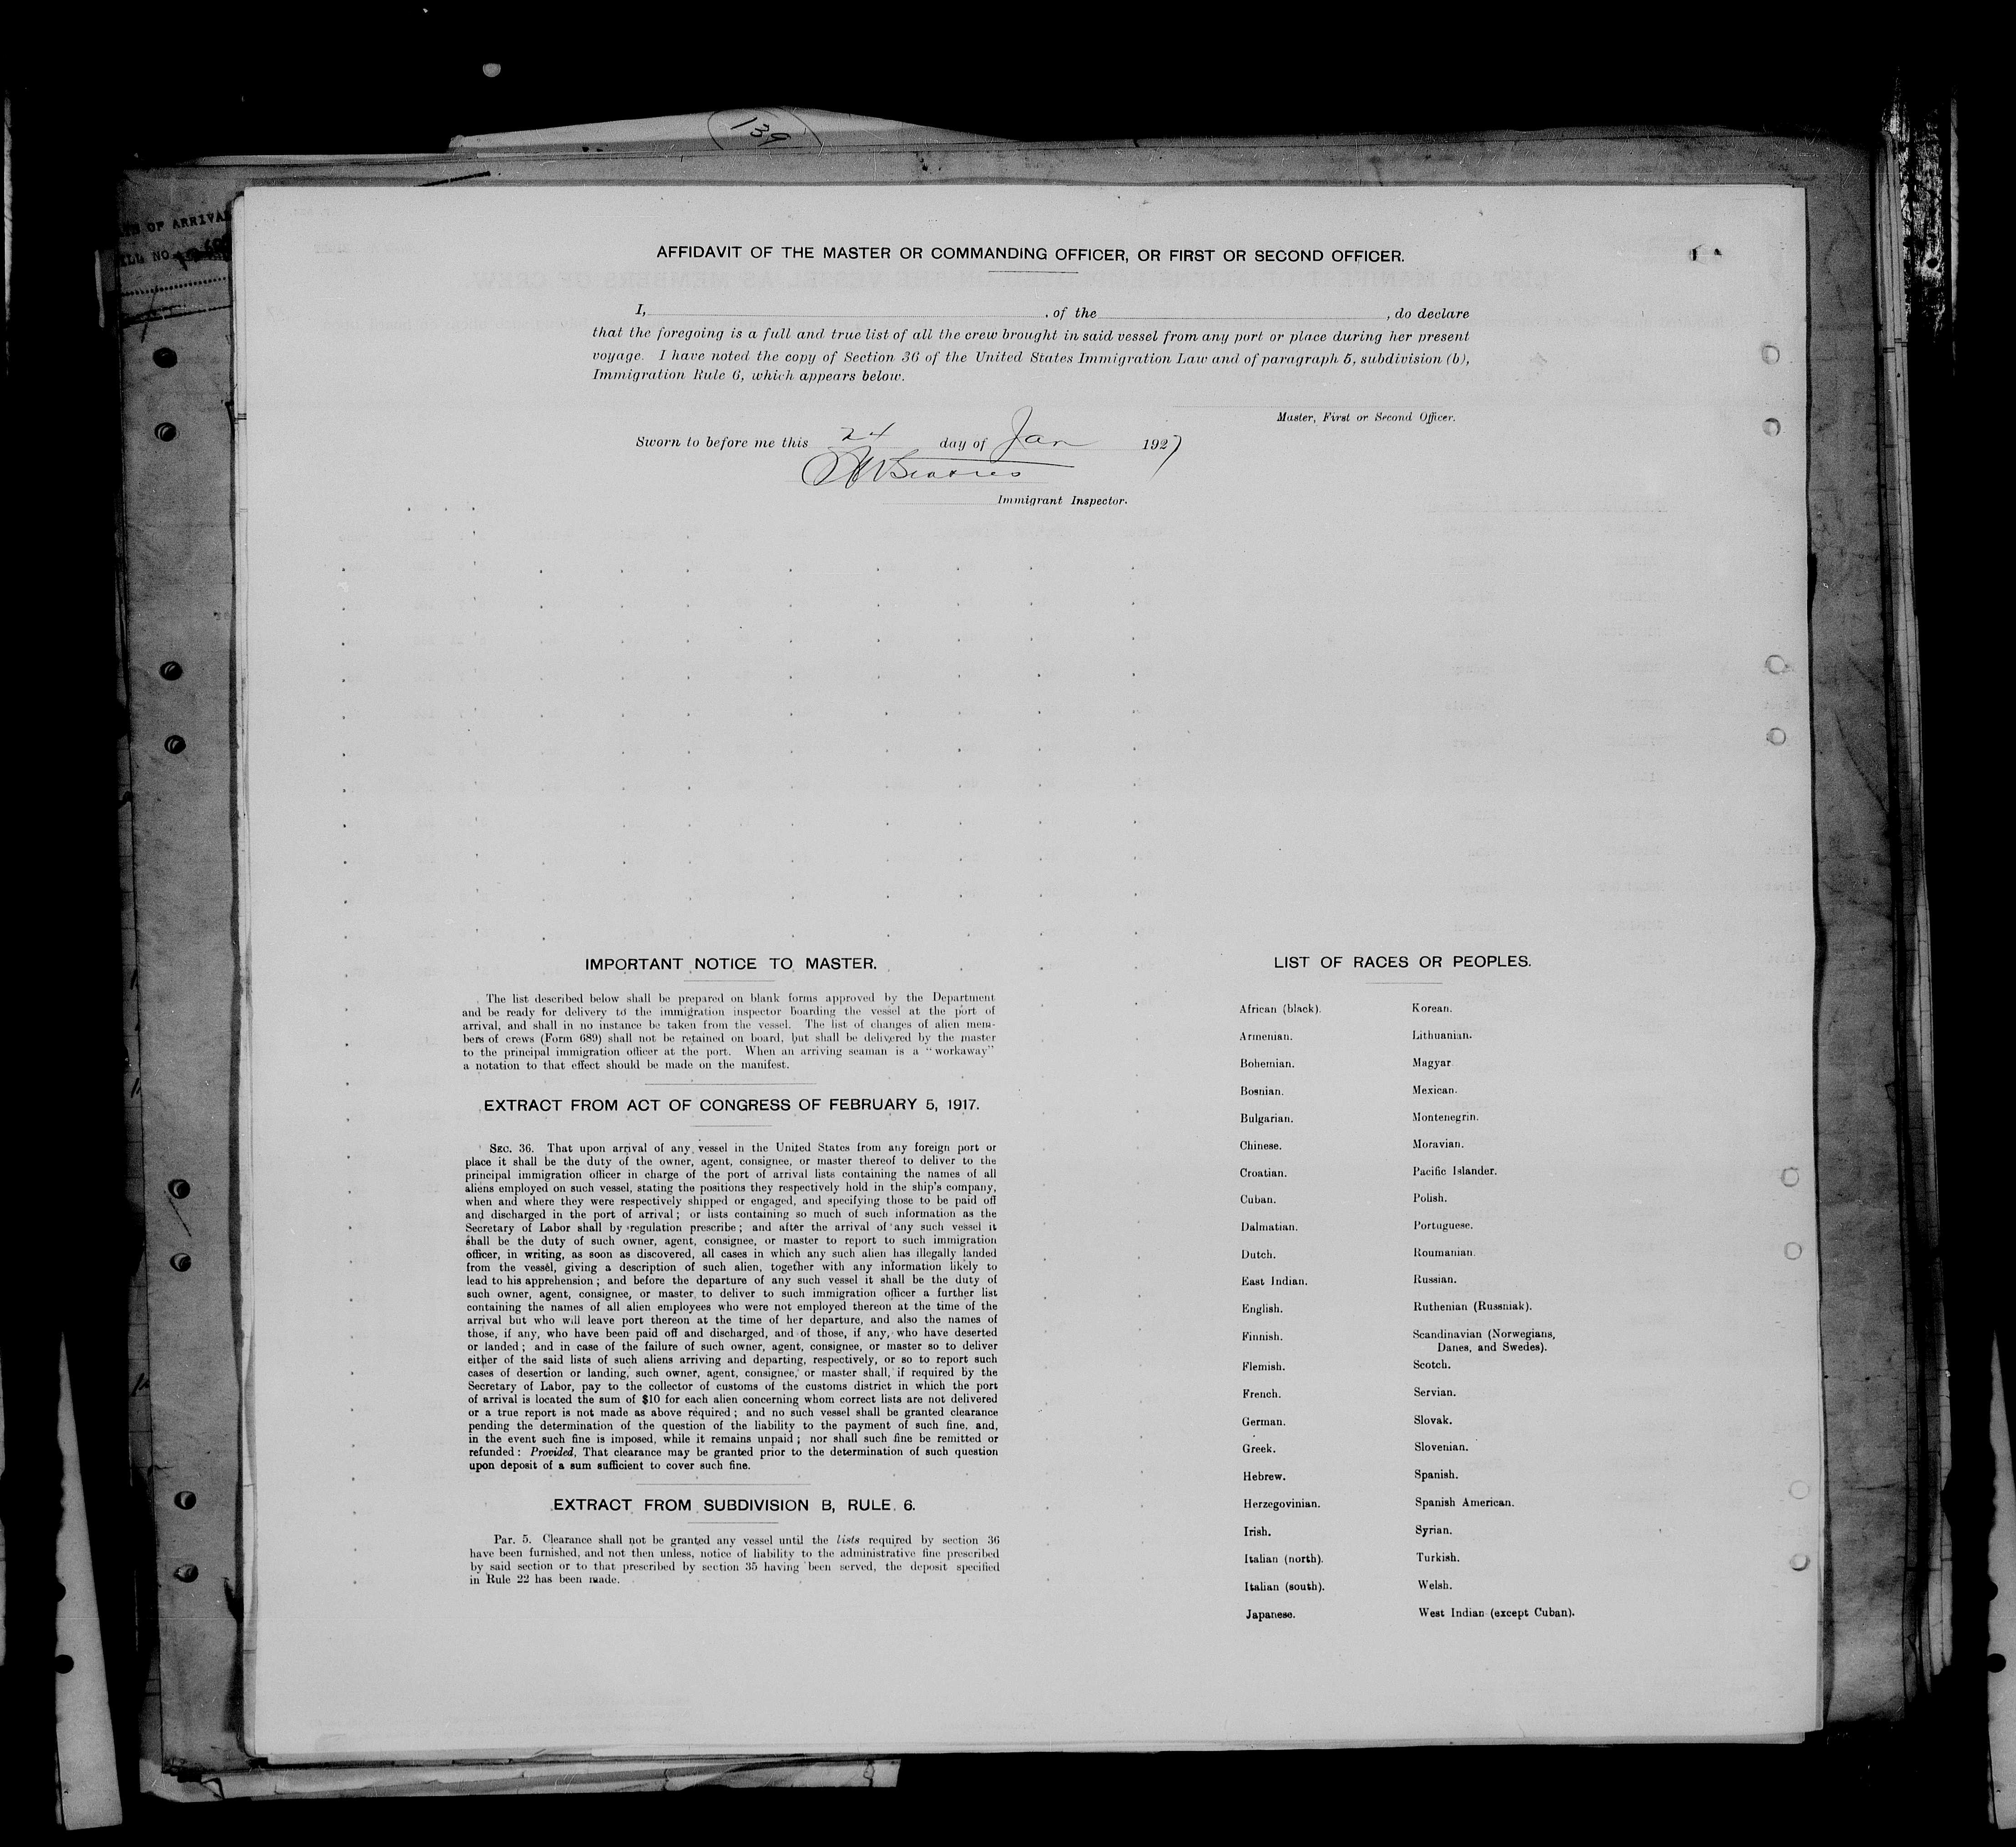 139
OF ARRIVAL
AFFIDAVIT OF THE MASTER OR COMMANDING OFFICER, OR FIRST OR SECOND OFFICER.
I, , of the , do declare
that the foregoing is a full and true list of all the crew brought in said vessel from any port or place during her present
voyage. I have noted the copy of Section 36 of the United States Immigration Law and of paragraph 5, subdivision (b),
Immigration Rule 6, which appears below.
Master, First or Second Officer.
Sworn to before me this 24 day of Jan 1927
Immigrant Inspector.
IMPORTANT NOTICE TO MASTER.
The list described below shall be prepared on blank forms approved by the Department
and be ready for delivery to the immigration inspector boarding the vessel at the port of
arrival, and shall in no instance be taken from the vessel. The list of changes of alien mem-
bers of crews (Form 689) shall not be retained on board, but shall be delivered by the master
to the principal immigration officer at the port. When an arriving seaman is a "workaway"
a notation to that effect should be made on the manifest.
EXTRACT FROM ACT OF CONGRESS OF FEBRUARY 5, 1917.
SEC. 36. That upon arrival of any vessel in the United States from any foreign port or
place it shall be the duty of the owner, agent, consignee, or master thereof to deliver to the
principal immigration officer in charge of the port of arrival lists containing the names of all
aliens employed on such vessel, stating the positions they respectively hold in the ship's company,
when and where they were respectively shipped or engaged, and specifying those to be paid off
and discharged in the port of arrival; or lists containing so much of such information as the
Secretary of Labor shall by regulation prescribe; and after the arrival of any such vessel it
shall be the duty of such owner, agent, consignee, or master to report to such immigration
officer, in writing, as soon as discovered, all cases in which any such alien has illegally landed
from the vessel, giving a description of such alien, together with any information likely to
lead to his apprehension; and before the departure of any such vessel it shall be the duty of
such owner, agent, consignee, or master to deliver to such immigration officer a further list
containing the names of all alien employees who were not employed thereon at the time of the
arrival but who will leave port thereon at the time of her departure, and also the names of
those, if any, who have been paid off and discharged, and of those, if any, who have deserted
or landed; and in case of the failure of such owner, agent, consignee, or master so to deliver
either of the said lists of such aliens arriving and departing, respectively, or so to report such
cases of desertion or landing, such owner, agent, consignee, or master shall, if required by the
Secretary of Labor, pay to the collector of customs of the customs district in which the port
of arrival is located the sum of $10 for each alien concerning whom correct lists are not delivered
or a true report is not made as above required; and no such vessel shall be granted clearance
pending the determination of the question of the liability to the payment of such fine, and,
in the event such fine is imposed, while it remains unpaid; nor shall such fine be remitted or
refunded: Provided, That clearance may be granted prior to the determination of such question
upon deposit of a sum sufficient to cover such fine.
EXTRACT FROM SUBDIVISION B, RULE 6.
Par. 5. Clearance shall not be granted any vessel until the lists required by section 36
have been furnished, and not then unless, notice of liability to the administrative fine prescribed
by said section or to that prescribed by section 35 having been served, the deposit specified
in Rule 22 has been made.
LIST OF RACES OR PEOPLES.
African (black). Korean.
Armenian. Lithuanian.
Bohemian. Magyar
Bosnian. Mexican.
Bulgarian. Montenegrin.
Chinese. Moravian.
Croatian. Pacific Islander.
Cuban. Polish.
Dalmatian. Portuguese.
Dutch. Roumanian.
East Indian. Russian.
English. Ruthenian (Russniak).
Finnish. Scandinavian (Norwegians,
Danes, and Swedes).
Flemish. Scotch.
French. Servian.
German. Slovak.
Greek. Slovenian.
Hebrew. Spanish.
Herzegovinian. Spanish American.
Irish. Syrian.
Italian (north). Turkish.
Italian (south). Welsh.
Japanese. West Indian (except Cuban).